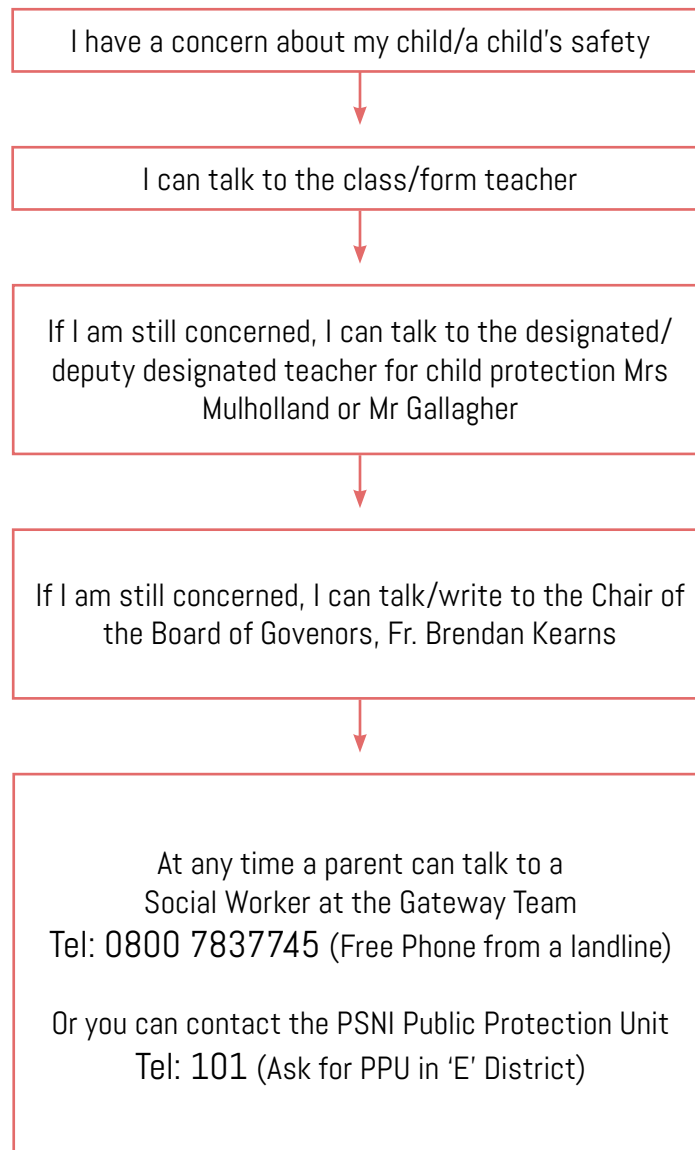 I have a concern about my child/a child's safety
I can talk to the class/form teacher
If I am still concerned, I can talk to the designated/
deputy designated teacher for child protection Mrs
Mulholland or Mr Gallagher
If I am still concerned, I can talk/write to the Chair of
the Board of Govenors, Fr. Brendan Kearns
At any time a parent can talk to a
Social Worker at the Gateway Team
Tel: 0800 7837745 (Free Phone from a landline)
Or you can contact the PSNI Public Protection Unit
Tel: 101 (Ask for PPU in ‘E’ District)